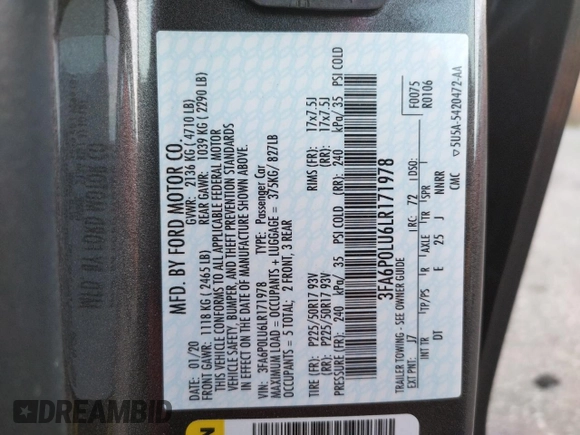 MFD. BY FORD MOTOR CO.
DATE: 01/20 GVWR: 2136 KG (4710 LB)
FRONT GAWR: 1118 KG (2465 LB) REAR GAWR: 1039 KG (2290 LB)
THIS VEHICLE CONFORMS TO ALL APPLICABLE FEDERAL MOTOR
VEHICLE SAFETY, BUMPER, AND THEFT PREVENTION STANDARDS
IN EFFECT ON THE DATE OF MANUFACTURE SHOWN ABOVE.
VIN: 3FA6P0LU6LR171978 TYPE: Passenger Car
MAXIMUM LOAD = OCCUPANTS + LUGGAGE = 375KG/ 827LB
OCCUPANTS = 5 TOTAL: 2 FRONT, 3 REAR
TIRE (FR): P225/50R17 93V RIMS (FR): 17x7.5J
(RR): P225/50R17 93V (RR): 17x7.5J
PRESSURE (FR): 240 kPa/ 35 PSI COLD (RR): 240 kPa/ 35 PSI COLD
3FA6P0LU6LR171978
TRAILER TOWING - SEE OWNER GUIDE
EXT PNT: J7 RC: 72 DSO: F0075
R0106
INT TR TP/PS R AXLE TR SPR
DT E 25 J NNRR
CMC 5U5A-5420472-AA
DREAMBID